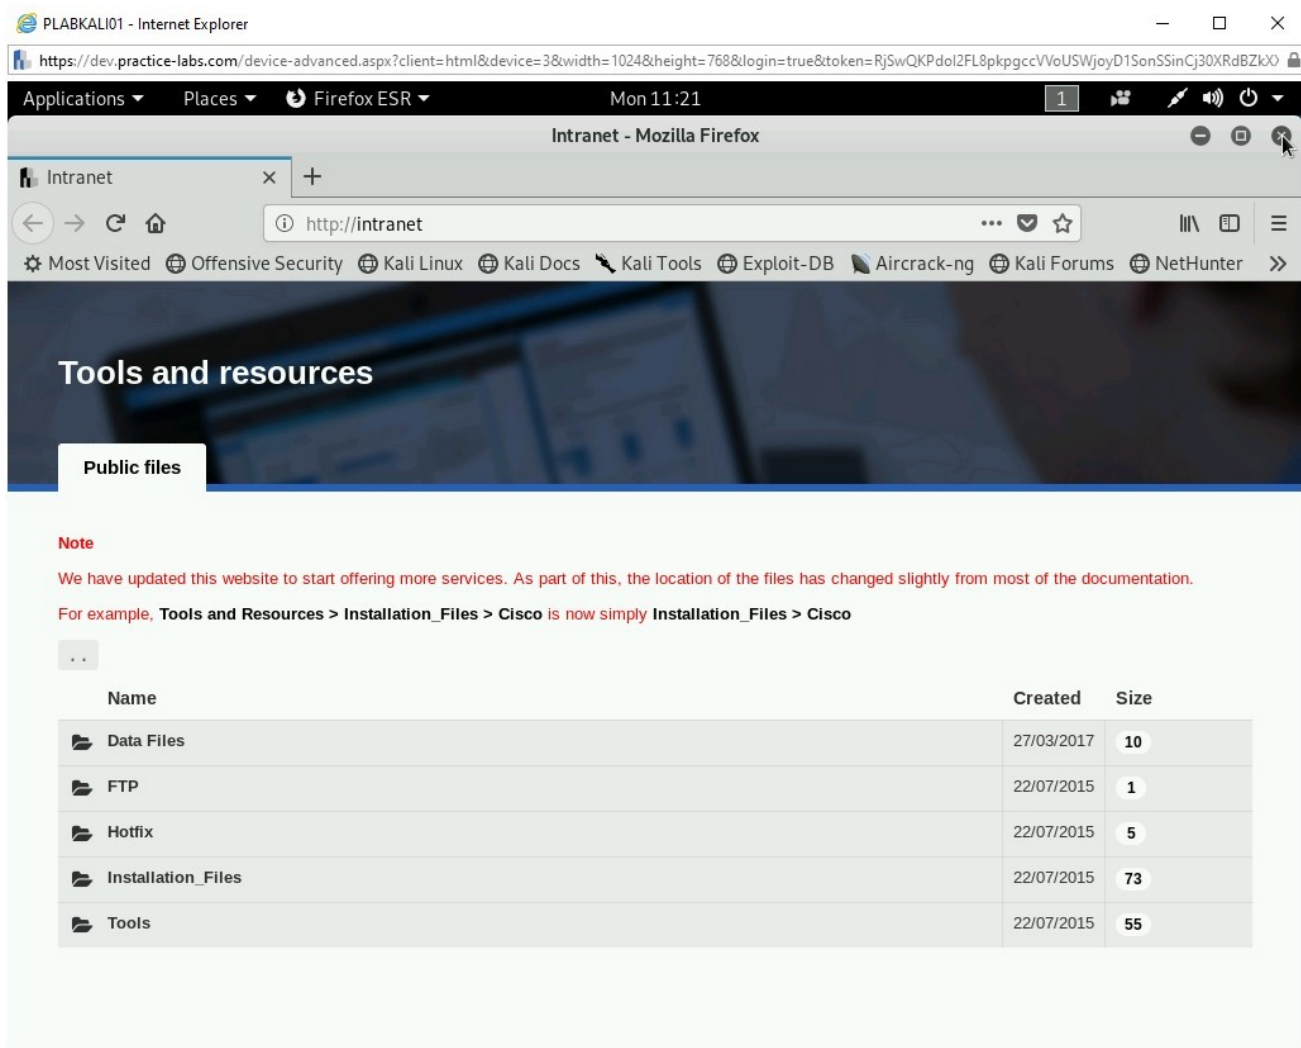 PLABKALI01 - Internet Explorer
https://dev.practice-labs.com/device-advanced.aspx?client=html&device=3&width=1024&height=768&login=true&token=
Applications Places Firefox ESR Mon 11:21 1
Intranet - Mozilla Firefox
Intranet
http://intranet
Most Visited Offensive Security Kali Linux Kali Docs Kali Tools Exploit-DB Aircrack-ng Kali Forums NetHunter
Tools and resources
Public files
Note
We have updated this website to start offering more services. As part of this, the location of the files has changed slightly from most of the documentation.
For example, Tools and Resources > Installation_Files > Cisco is now simply Installation_Files > Cisco
..
Name Created Size
Data Files 27/03/2017 10
FTP 22/07/2015 1
Hotfix 22/07/2015 5
Installation_Files 22/07/2015 73
Tools 22/07/2015 55